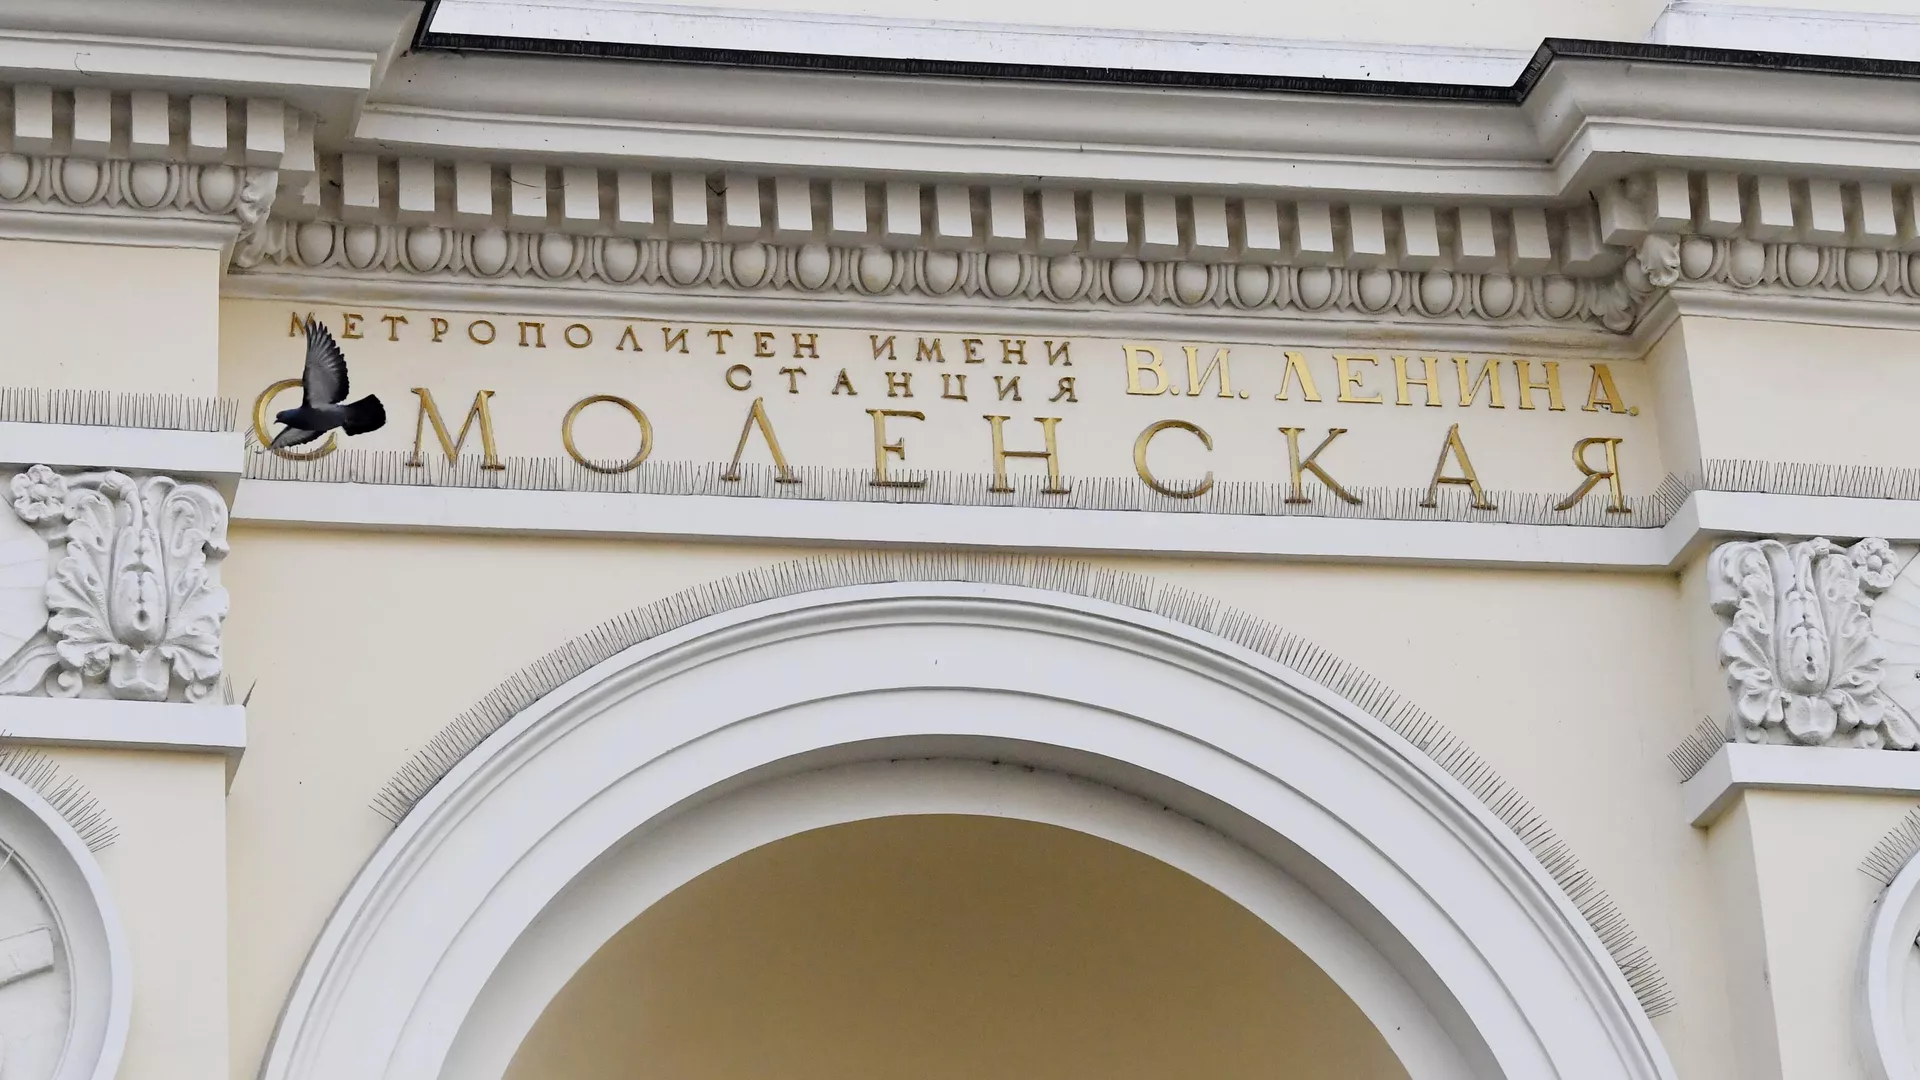 МЕТРОПОЛИТЕН ИМЕНИ В.И. ЛЕНИНА.
СТАНЦИЯ
СМОЛЕНСКАЯ